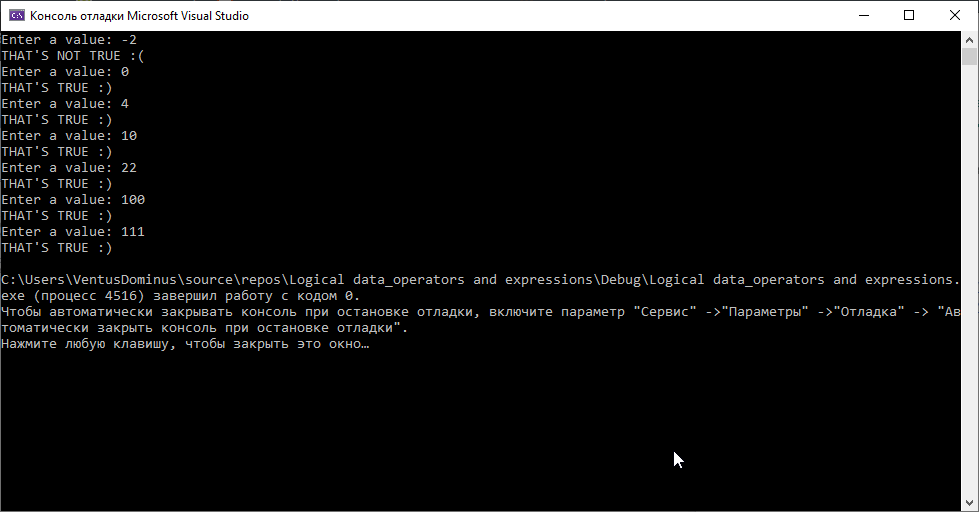 Консоль отладки Microsoft Visual Studio
Enter a value: -2
THAT'S NOT TRUE :(
Enter a value: 0
THAT'S TRUE :)
Enter a value: 4
THAT'S TRUE :)
Enter a value: 10
THAT'S TRUE :)
Enter a value: 22
THAT'S TRUE :)
Enter a value: 100
THAT'S TRUE :)
Enter a value: 111
THAT'S TRUE :)
C:\Users\VentusDominus\source\repos\Logical data_operators and expressions\Debug\Logical data_operators and expressions.
exe (процесс 4516) завершил работу с кодом 0.
Чтобы автоматически закрывать консоль при остановке отладки, включите параметр "Сервис" ->"Параметры" ->"Отладка" -> "Ав
томатически закрыть консоль при остановке отладки".
Нажмите любую клавишу, чтобы закрыть это окно…